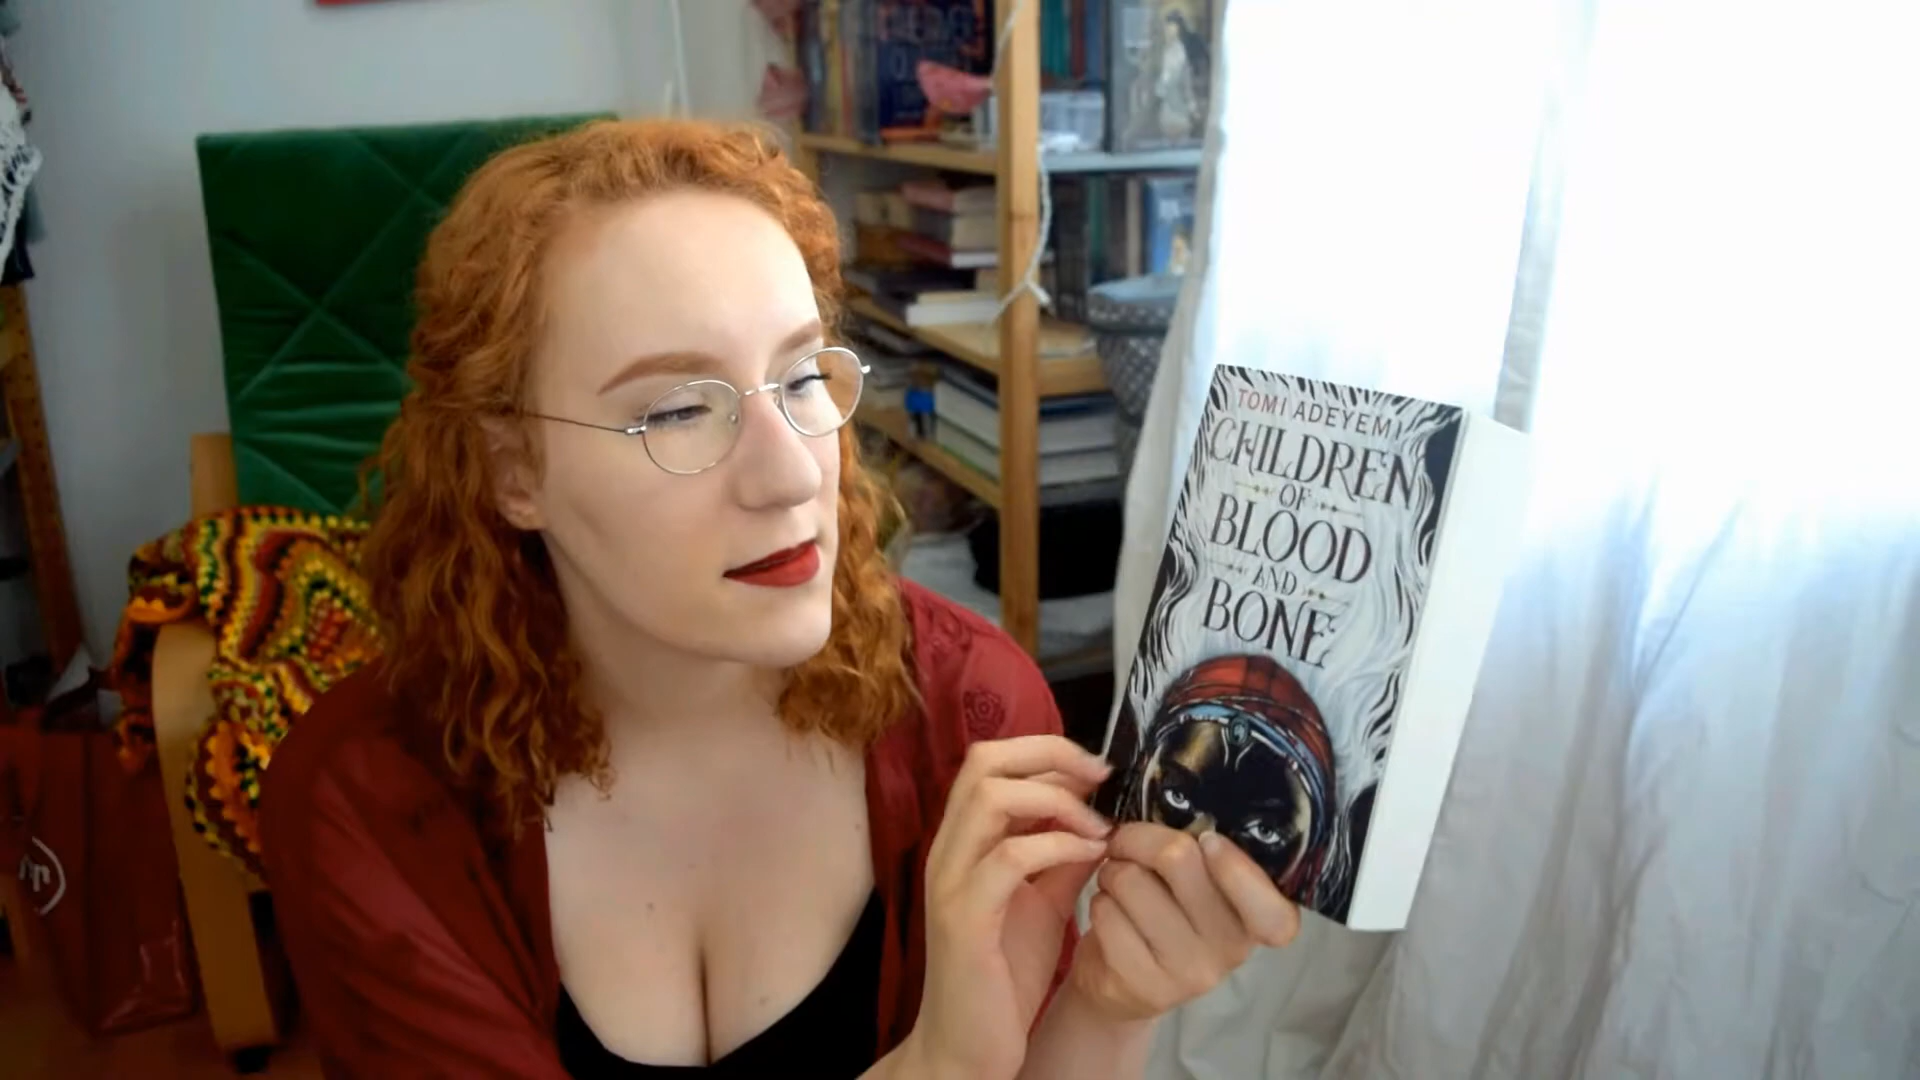 TOMI ADEYEMI
CHILDREN
OF
BLOOD
AND
BONE